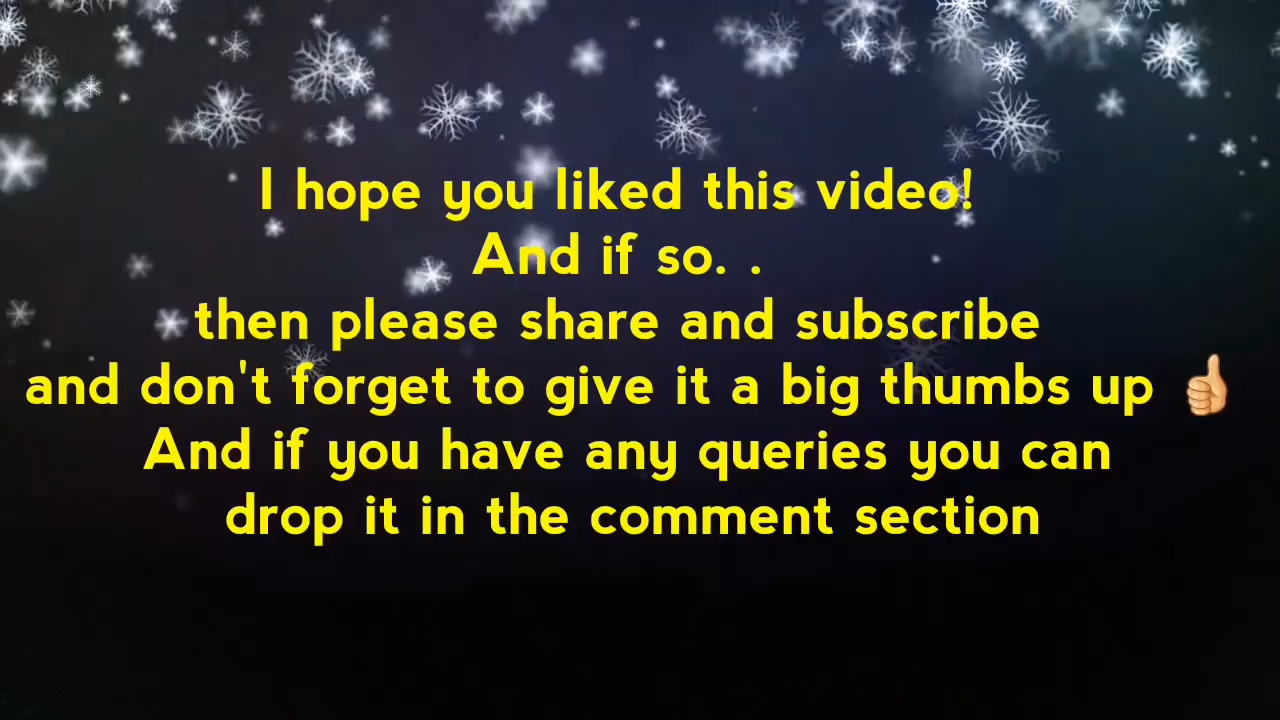 I hope you liked this video!
And if so. .
then please share and subscribe
and don't forget to give it a big thumbs up 👍
And if you have any queries you can
drop it in the comment section